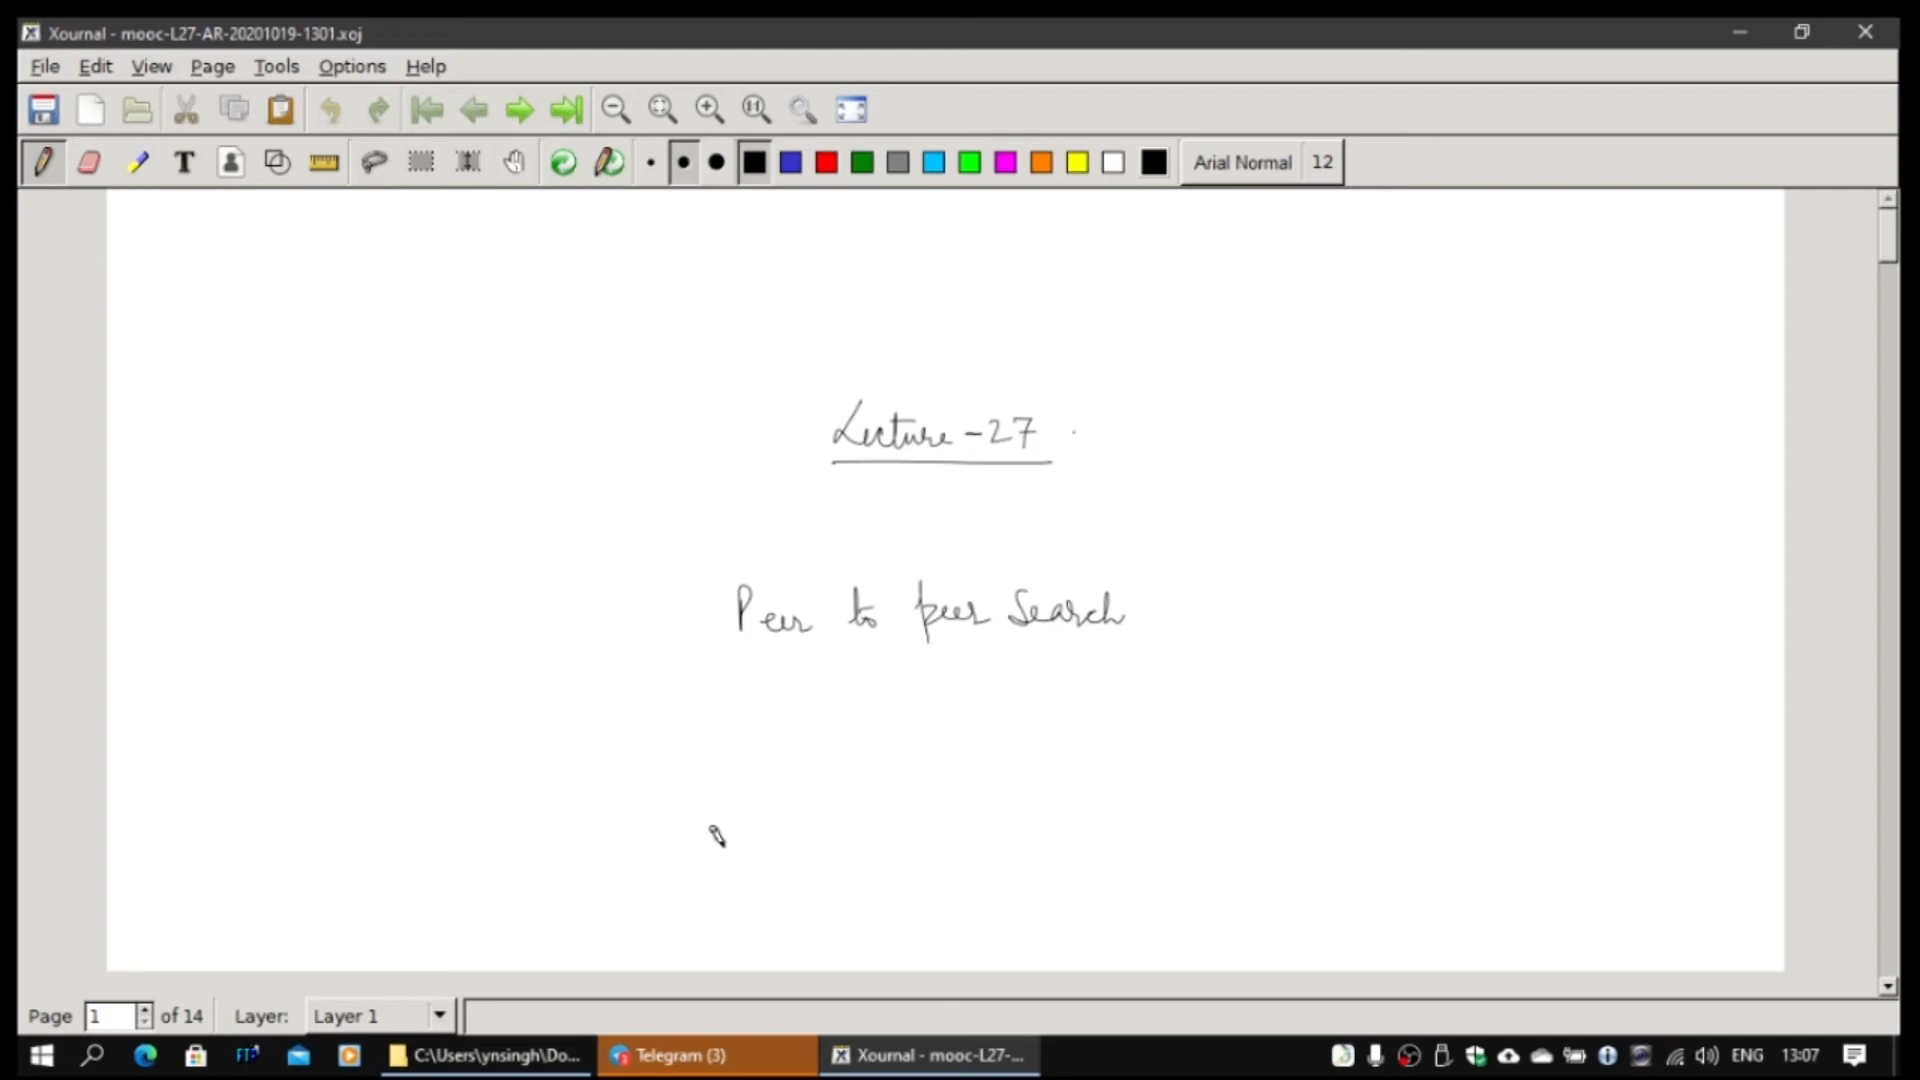 Xournal - mooc-L27-AR-20201019-1301.xoj
File Edit View Page Tools Options Help
Arial Normal 12
Lecture-27
Peer to peer Search
Page 1 of 14 Layer: Layer 1
C:\Users\ynsingh\Do... Telegram (3) Xournal - mooc-L27-... ENG 13:07